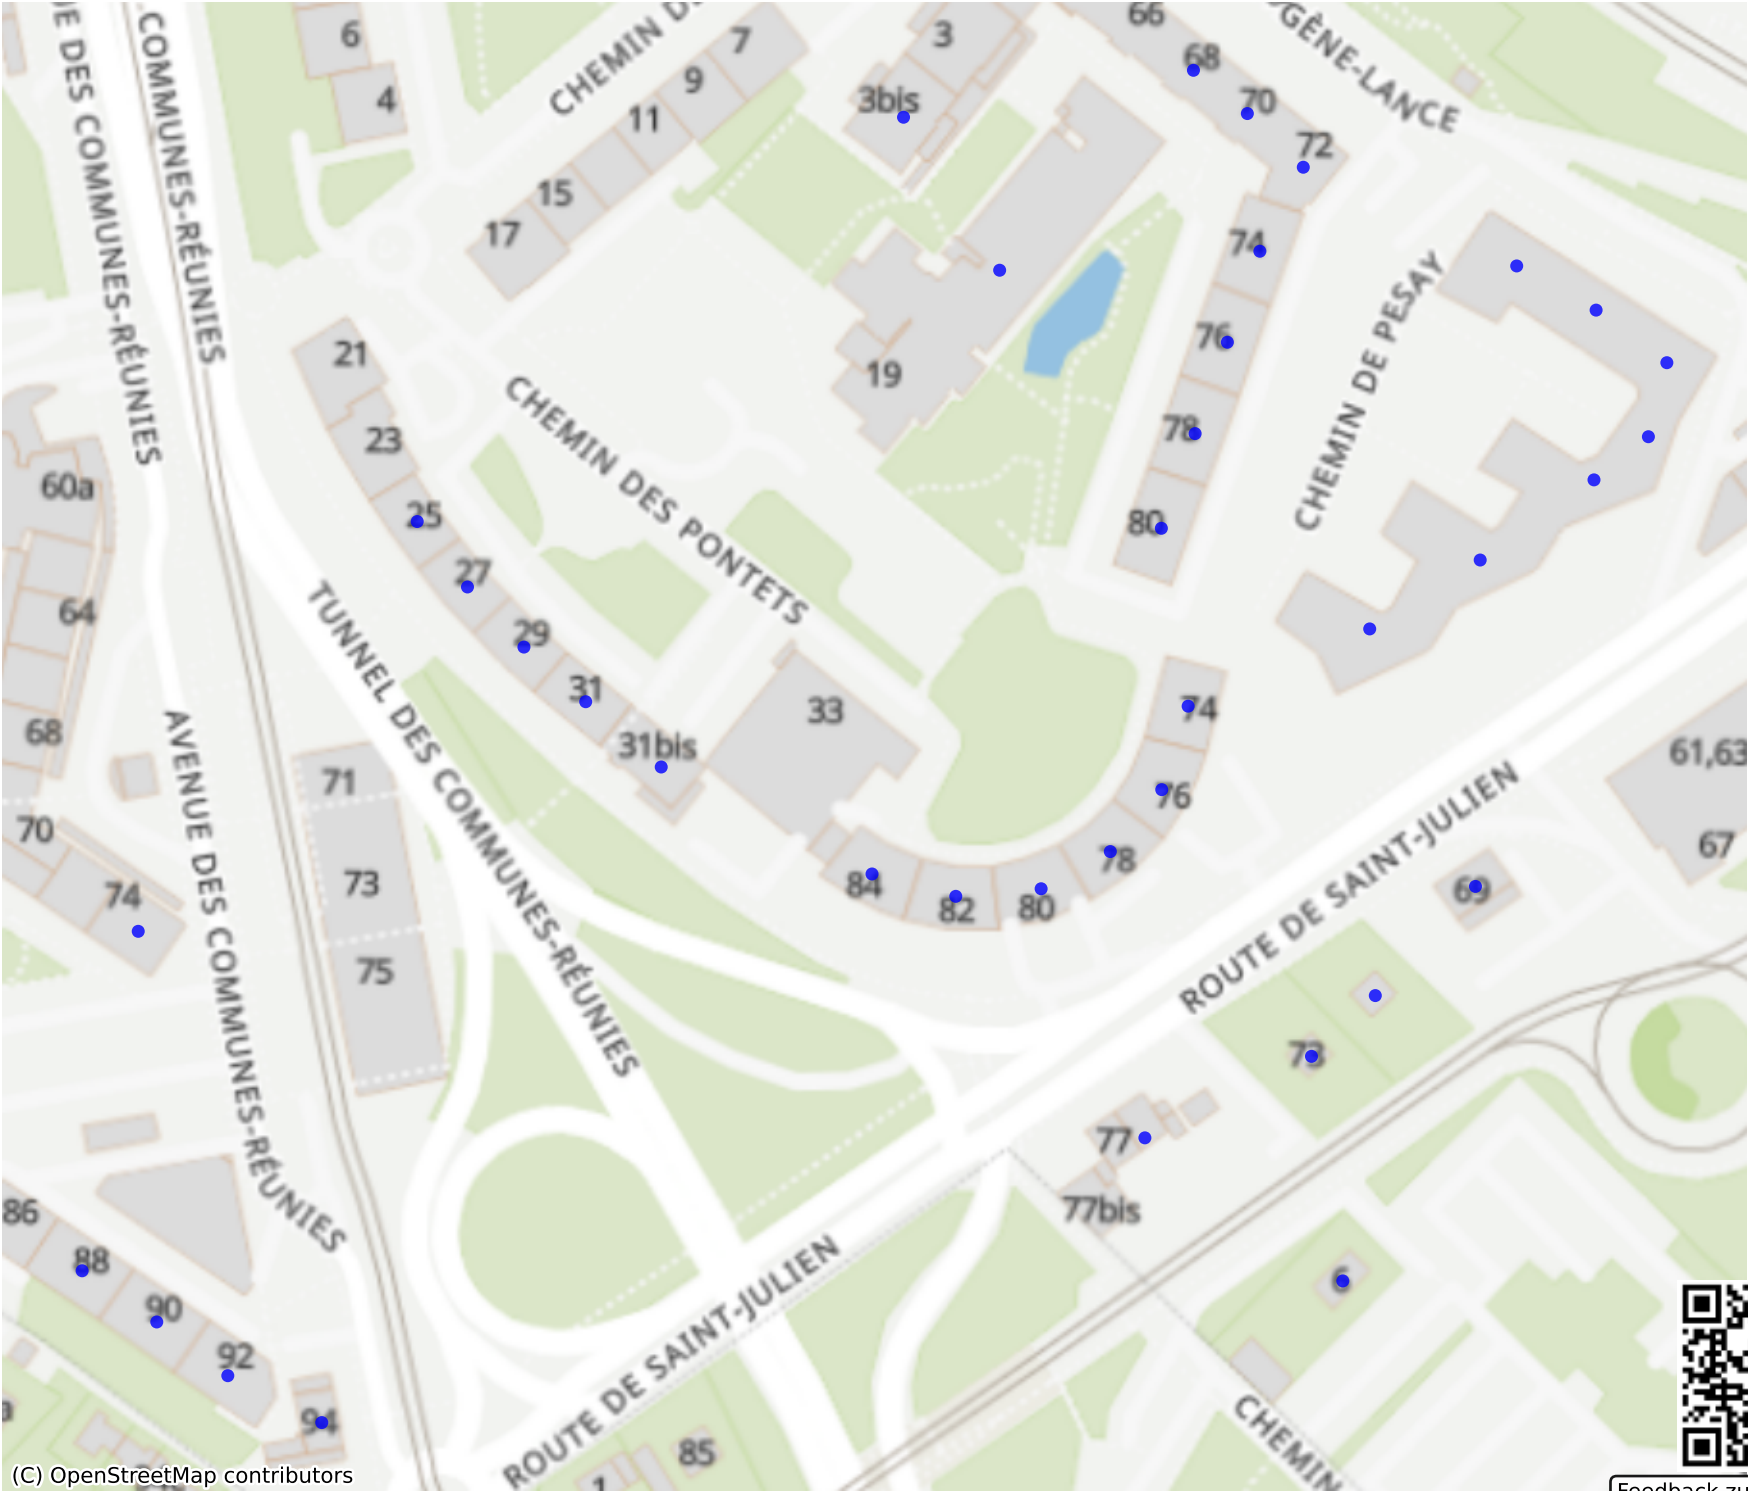 6
4
CHEMIN
7
9
11
15
17
3
3bis
66
68
70
72
OGÈNE-LANCE
COMMUNES-RÉUNIES
DES COMMUNES-RÉUNIES
21
23
25
27
29
31
31bis
33
19
74
76
78
80
CHEMIN DE PESAY
CHEMIN DES PONTETS
60a
64
68
70
74
71
73
75
TUNNEL DES COMMUNES-RÉUNIES
AVENUE DES COMMUNES-RÉUNIES
74
76
78
80
82
84
61,63
67
69
73
77
77bis
ROUTE DE SAINT-JULIEN
ROUTE DE SAINT-JULIEN
86
88
90
92
94
85
1
6
CHEMIN
(C) OpenStreetMap contributors
Feedback zu